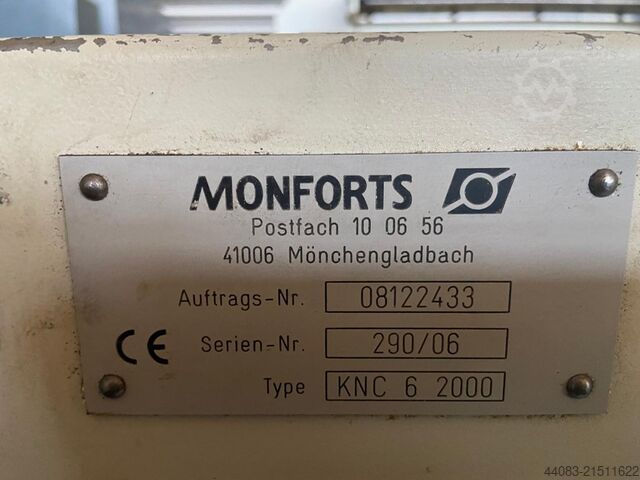 MONFORTS
Postfach 10 06 56
41006 Mönchengladbach
Auftrags-Nr. 08122433
CE
Serien-Nr. 290/06
Type KNC 6 2000
44083-21511622